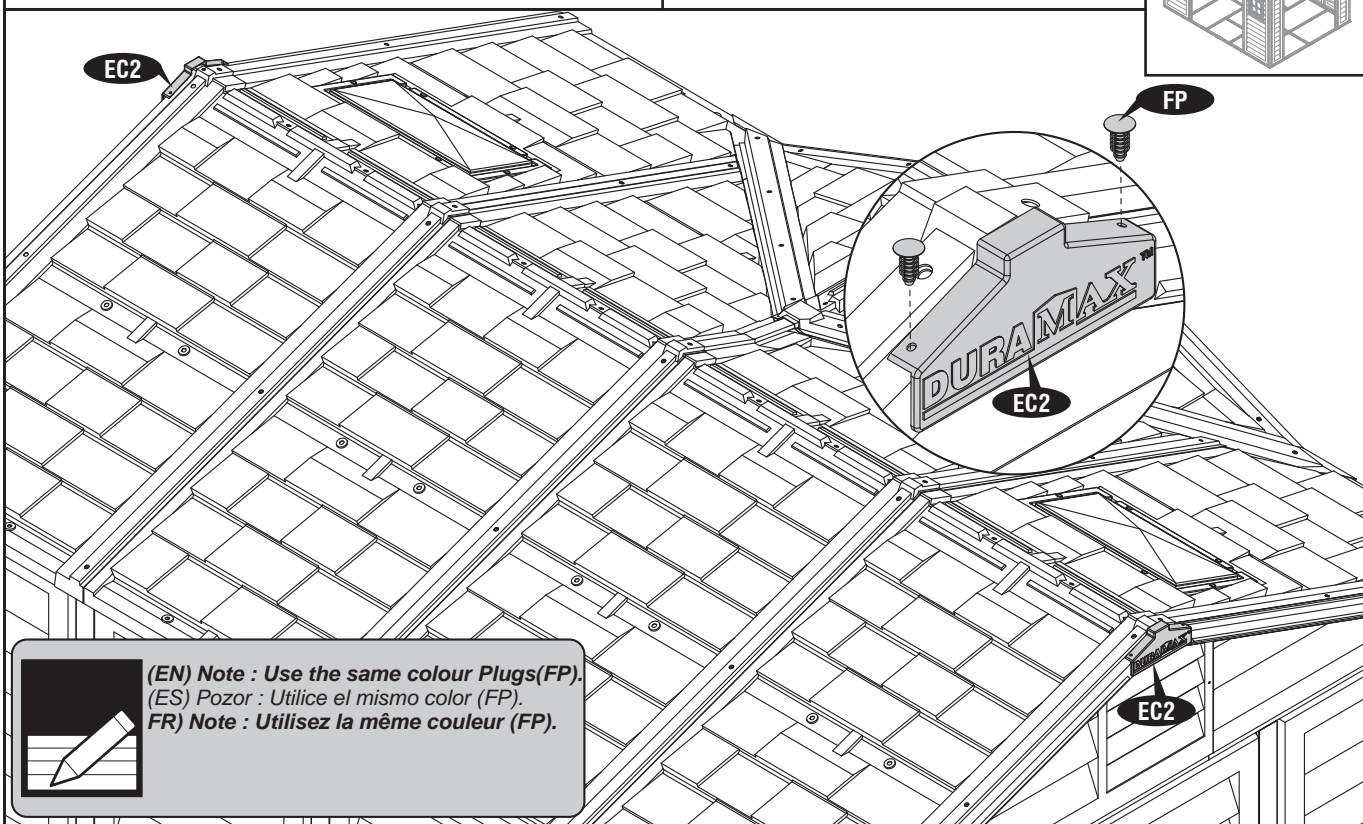 EC2
FP
DURAMAX™
EC2
DURAMAX
EC2
(EN) Note : Use the same colour Plugs(FP).
(ES) Pozor : Utilice el mismo color (FP).
FR) Note : Utilisez la même couleur (FP).